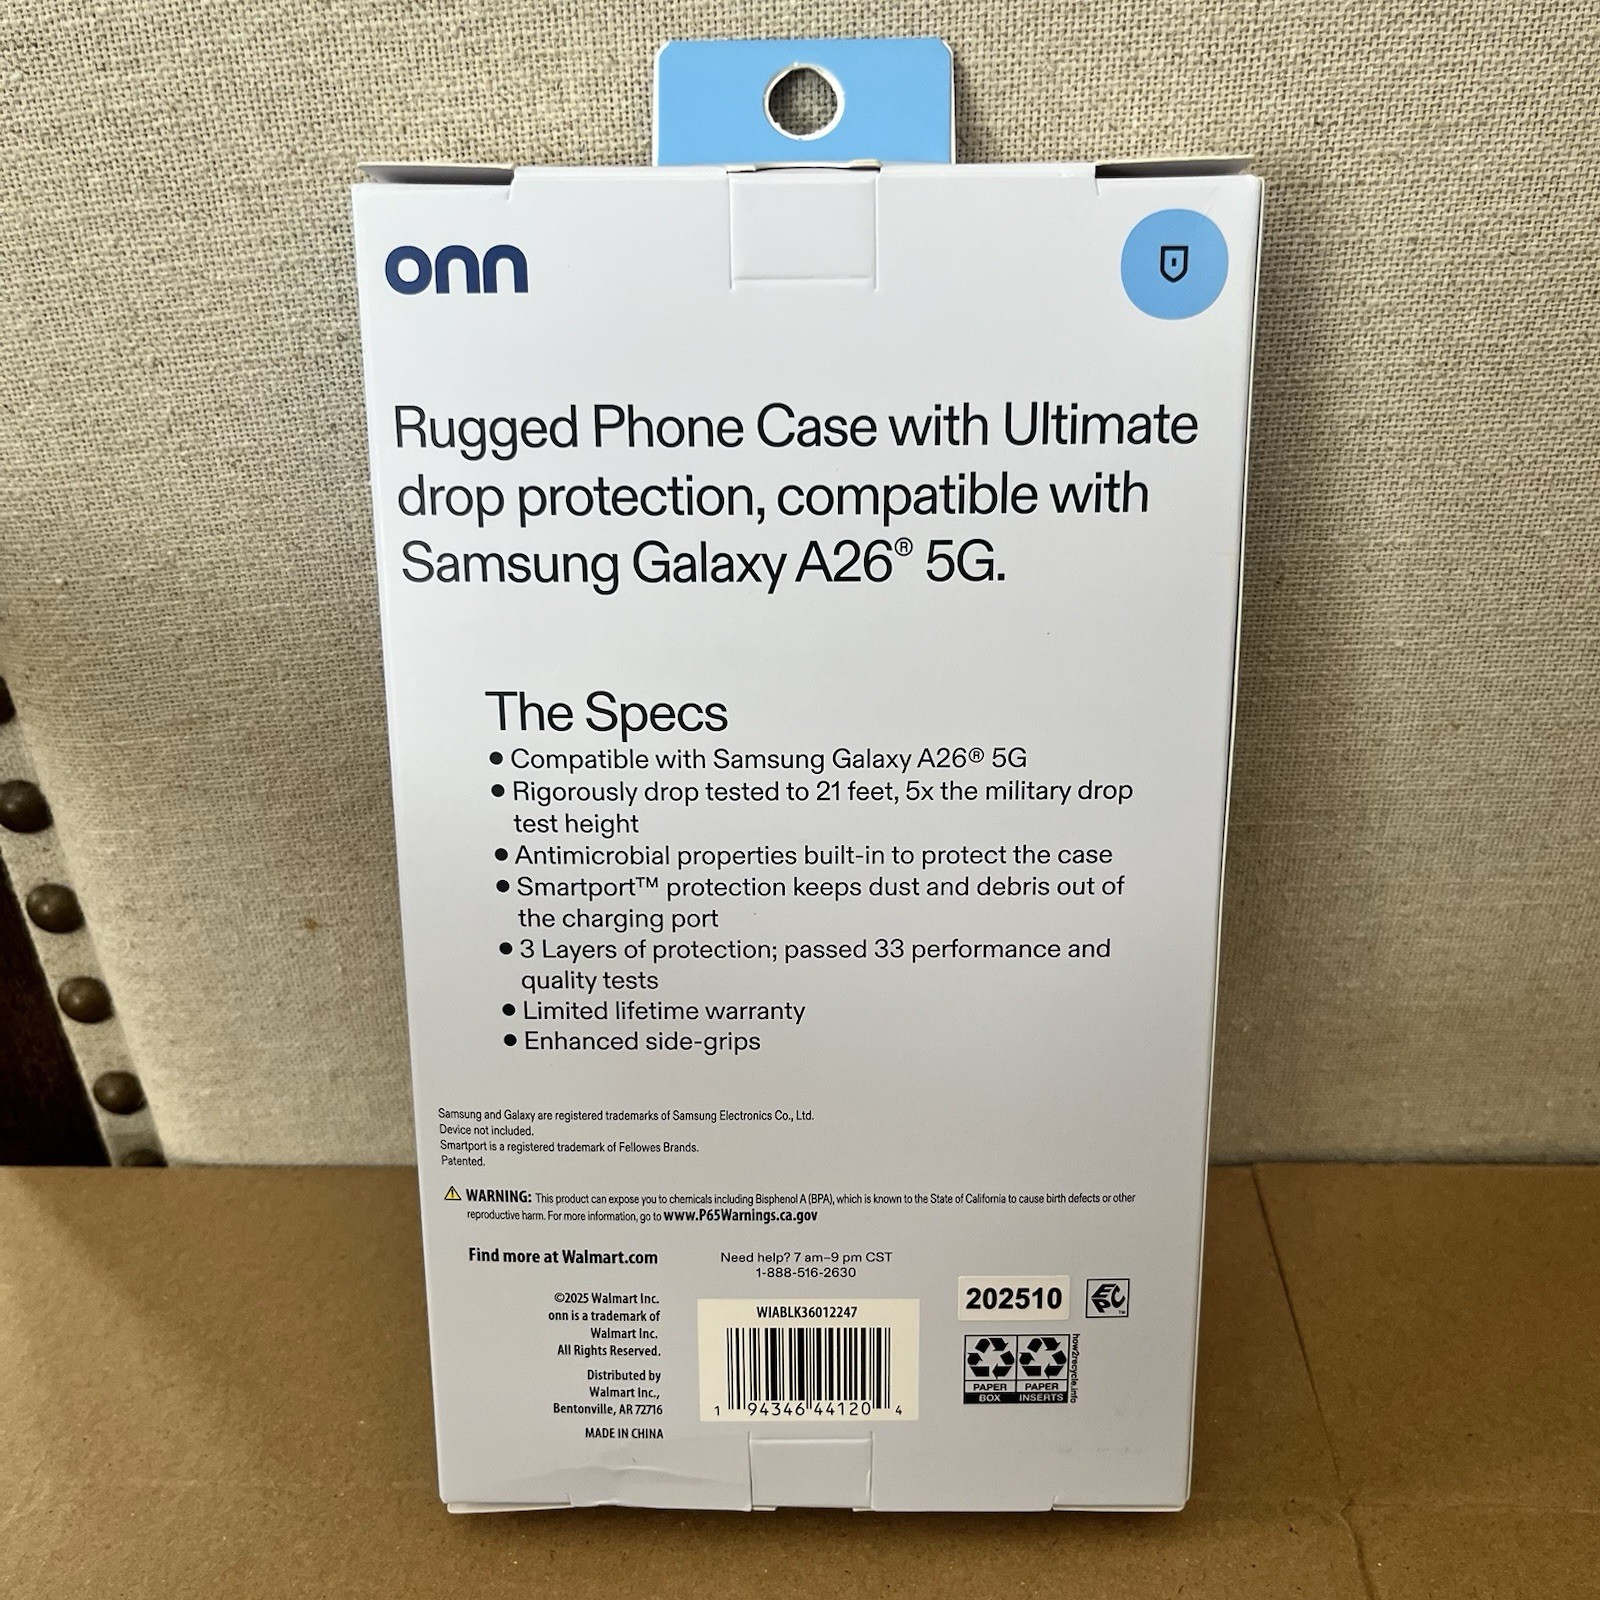 onn
Rugged Phone Case with Ultimate
drop protection, compatible with
Samsung Galaxy A26® 5G.
The Specs
• Compatible with Samsung Galaxy A26® 5G
• Rigorously drop tested to 21 feet, 5x the military drop
test height
• Antimicrobial properties built-in to protect the case
• Smartport™ protection keeps dust and debris out of
the charging port
• 3 Layers of protection; passed 33 performance and
quality tests
• Limited lifetime warranty
• Enhanced side-grips
Samsung and Galaxy are registered trademarks of Samsung Electronics Co., Ltd.
Device not included.
Smartport is a registered trademark of Fellowes Brands.
Patented.
⚠ WARNING: This product can expose you to chemicals including Bisphenol A (BPA), which is known to the State of California to cause birth defects or other
reproductive harm. For more information, go to www.P65Warnings.ca.gov
Find more at Walmart.com
Need help? 7 am–9 pm CST
1-888-516-2630
©2025 Walmart Inc.
onn is a trademark of
Walmart Inc.
All Rights Reserved.
Distributed by
Walmart Inc.,
Bentonville, AR 72716
MADE IN CHINA
WIABLK36012247
1 94346 44120 4
202510
EPC™
PAPER
BOX
PAPER
INSERTS
how2recycle.info